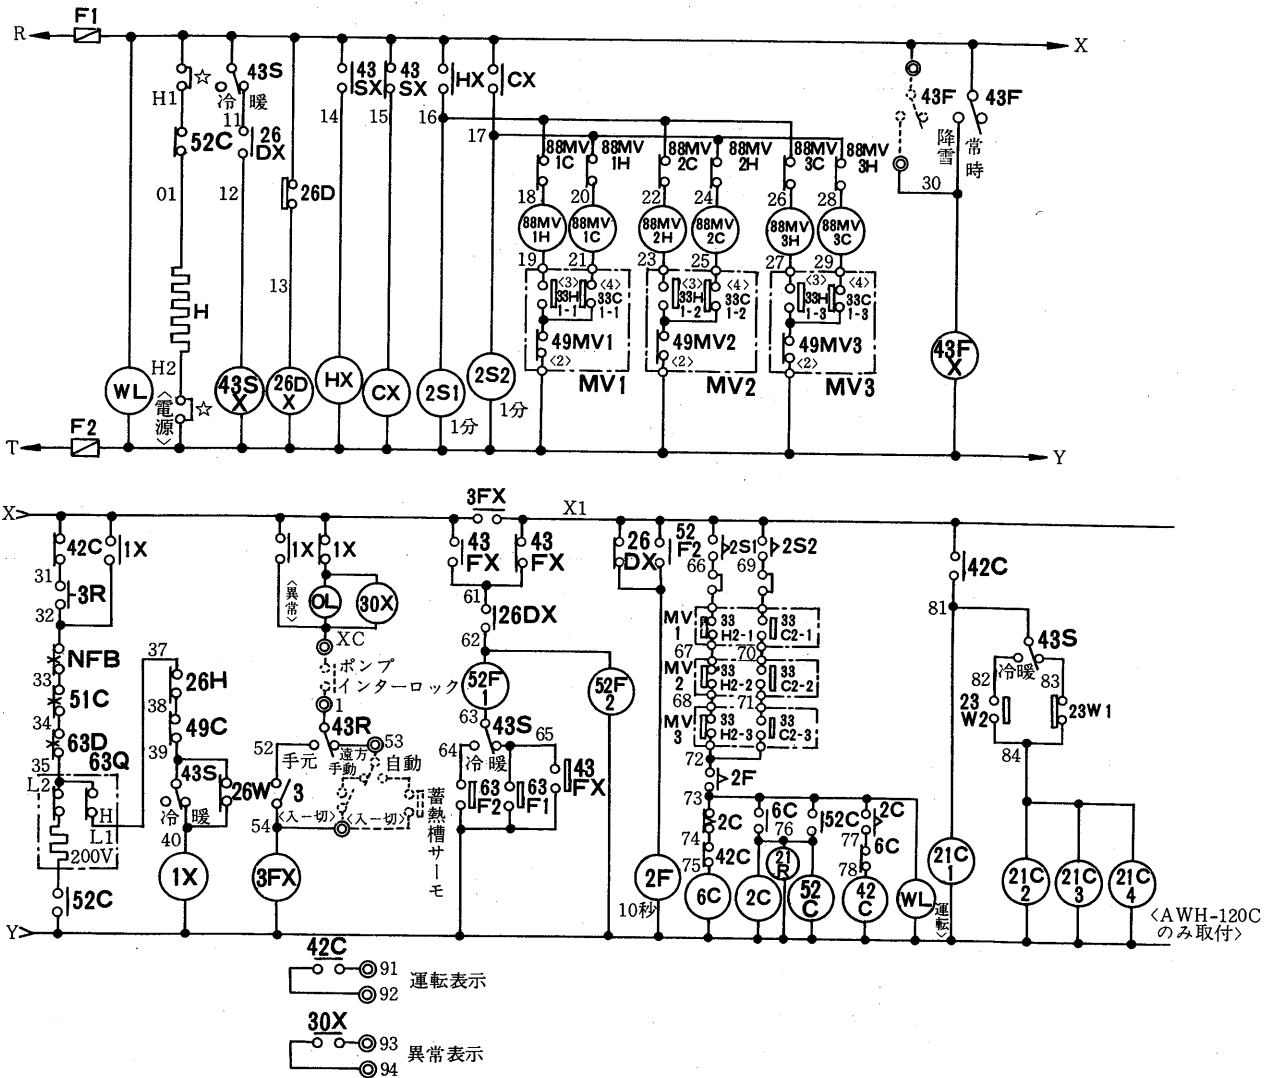 F1
R
X
☆
H1
43S
冷 暖
11
52C
26
DX
01
12
26D
13
H
H2
☆
〈電源〉
WL
43S
X
26D
X
43
SX
14
43
SX
15
HX
16
CX
17
HX
CX
2S1
1分
2S2
1分
88MV
1C
88MV
1H
88MV
2C
88MV
2H
88MV
3C
88MV
3H
18
20
22
24
26
28
88MV
1H
88MV
1C
88MV
2H
88MV
2C
88MV
3H
88MV
3C
19
21
23
25
27
29
<3>
33H
1-1
<4>
33C
1-1
<3>
33H
1-2
<4>
33C
1-2
<3>
33H
1-3
<4>
33C
1-3
49MV1
<2>
49MV2
<2>
49MV3
<2>
MV1
MV2
MV3
43F
43F
降雪
常時
30
43F
X
F2
T
Y
X
3FX
X1
42C
1X
31
3R
32
NFB
33
51C
34
63D
63Q
35
L2
H
L1
200V
52C
37
26H
38
49C
39
43S
26W
冷 暖
40
1X
1X
1X
〈異常〉
OL
30X
XC
ポンプ
インターロック
1
43R
52
手元
遠方
53
手動
自動
3
<入ー切>
<入ー切>
54
蓄熱槽サーモ
3FX
43
FX
43
FX
61
26DX
62
52F
1
52F
2
63
43S
64
冷暖
65
63
F2
63
F1
43
FX
26
DX
52
F2
2F
10秒
2S1
2S2
66
69
MV
1
33
H2-1
33
C2-1
67
70
MV
2
33
H2-2
33
C2-2
68
71
MV
3
33
H2-3
33
C2-3
72
2F
73
2C
6C
76
52C
2C
74
77
42C
6C
75
78
21
R
6C
2C
52
C
42
C
WL
〈運転〉
42C
81
43S
82
冷暖
83
23
W2
23W1
84
21C
1
21C
2
21C
3
21C
4
〈AWH-120C
のみ取付〉
Y
42C
91
運転表示
92
30X
93
異常表示
94